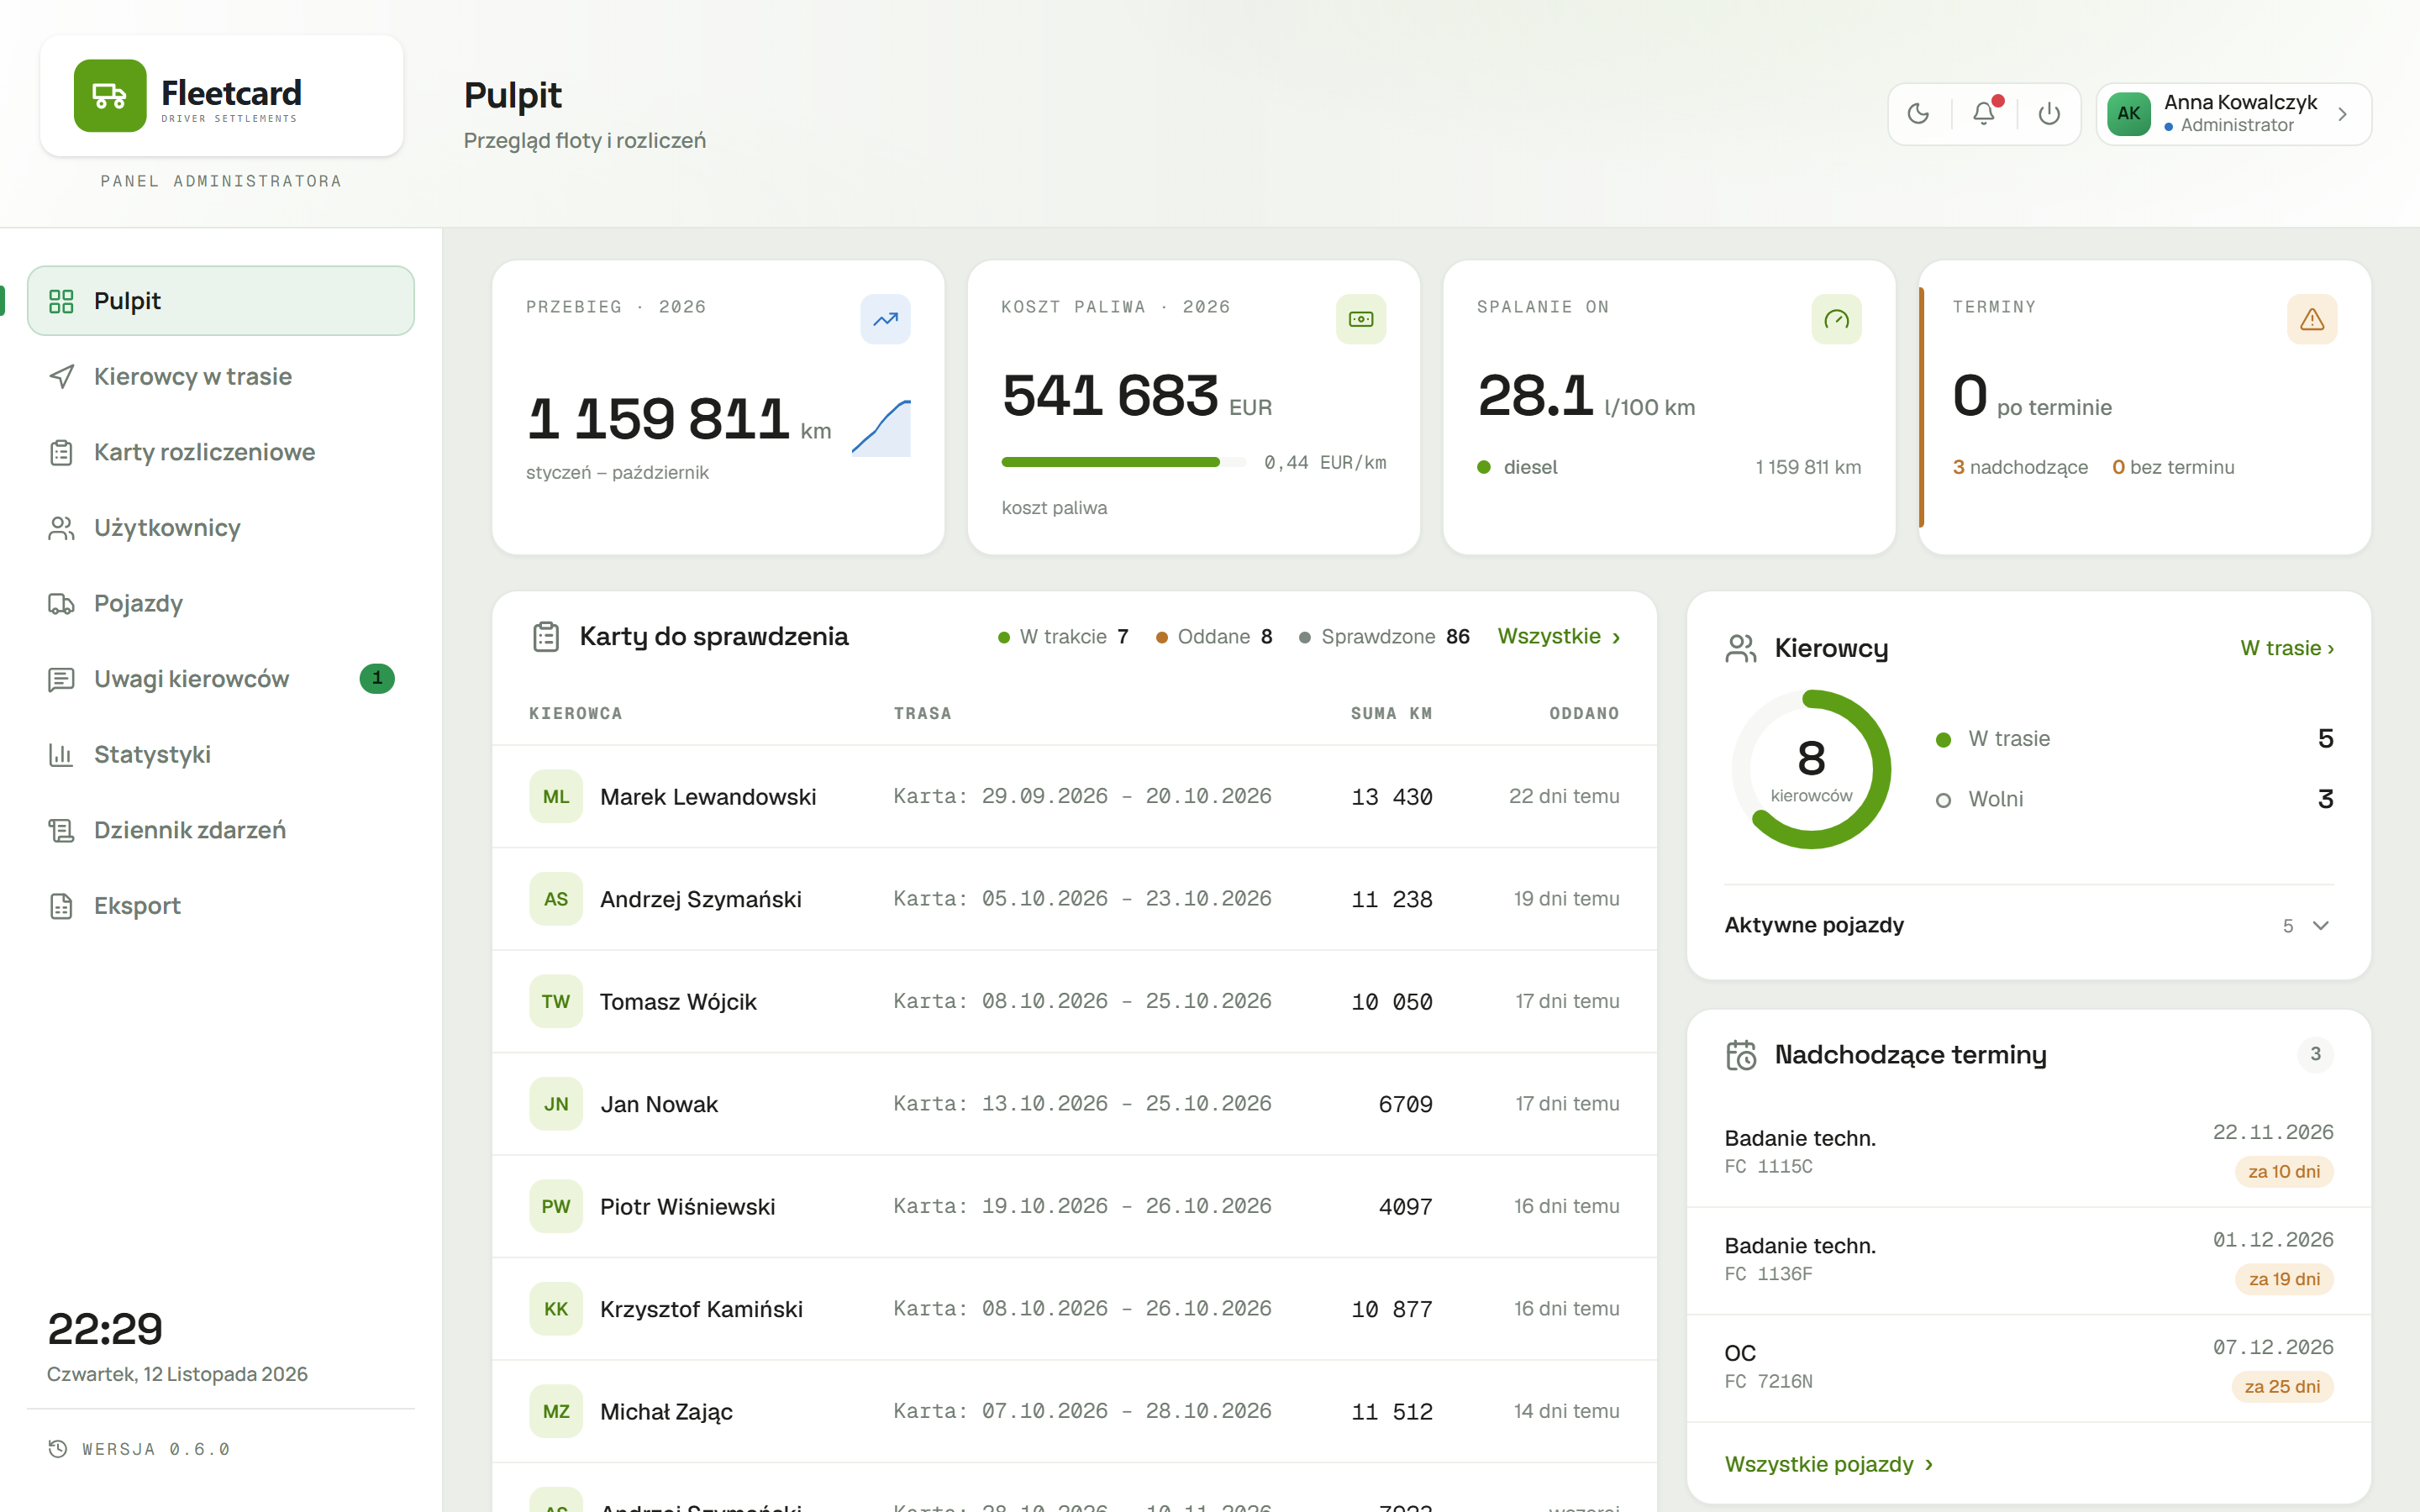 Fleetcard
DRIVER SETTLEMENTS
PANEL ADMINISTRATORA
Pulpit
Przegląd floty i rozliczeń
AK
Anna Kowalczyk
Administrator
Pulpit
Kierowcy w trasie
Karty rozliczeniowe
Użytkownicy
Pojazdy
Uwagi kierowców 1
Statystyki
Dziennik zdarzeń
Eksport
22:29
Czwartek, 12 Listopada 2026
WERSJA 0.6.0
PRZEBIEG · 2026
1 159 811 km
styczeń – październik
KOSZT PALIWA · 2026
541 683 EUR
0,44 EUR/km
koszt paliwa
SPALANIE ON
28.1 l/100 km
diesel 1 159 811 km
TERMINY
0 po terminie
3 nadchodzące 0 bez terminu
Karty do sprawdzenia W trakcie 7 Oddane 8 Sprawdzone 86 Wszystkie ›
KIEROWCA TRASA SUMA KM ODDANO
ML Marek Lewandowski Karta: 29.09.2026 – 20.10.2026 13 430 22 dni temu
AS Andrzej Szymański Karta: 05.10.2026 – 23.10.2026 11 238 19 dni temu
TW Tomasz Wójcik Karta: 08.10.2026 – 25.10.2026 10 050 17 dni temu
JN Jan Nowak Karta: 13.10.2026 – 25.10.2026 6709 17 dni temu
PW Piotr Wiśniewski Karta: 19.10.2026 – 26.10.2026 4097 16 dni temu
KK Krzysztof Kamiński Karta: 08.10.2026 – 26.10.2026 10 877 16 dni temu
MZ Michał Zając Karta: 07.10.2026 – 28.10.2026 11 512 14 dni temu
AS Andrzej Szymański
Kierowcy W trasie ›
8
kierowców
W trasie 5
Wolni 3
Aktywne pojazdy 5
Nadchodzące terminy 3
Badanie techn. 22.11.2026
FC 1115C za 10 dni
Badanie techn. 01.12.2026
FC 1136F za 19 dni
OC 07.12.2026
FC 7216N za 25 dni
Wszystkie pojazdy ›